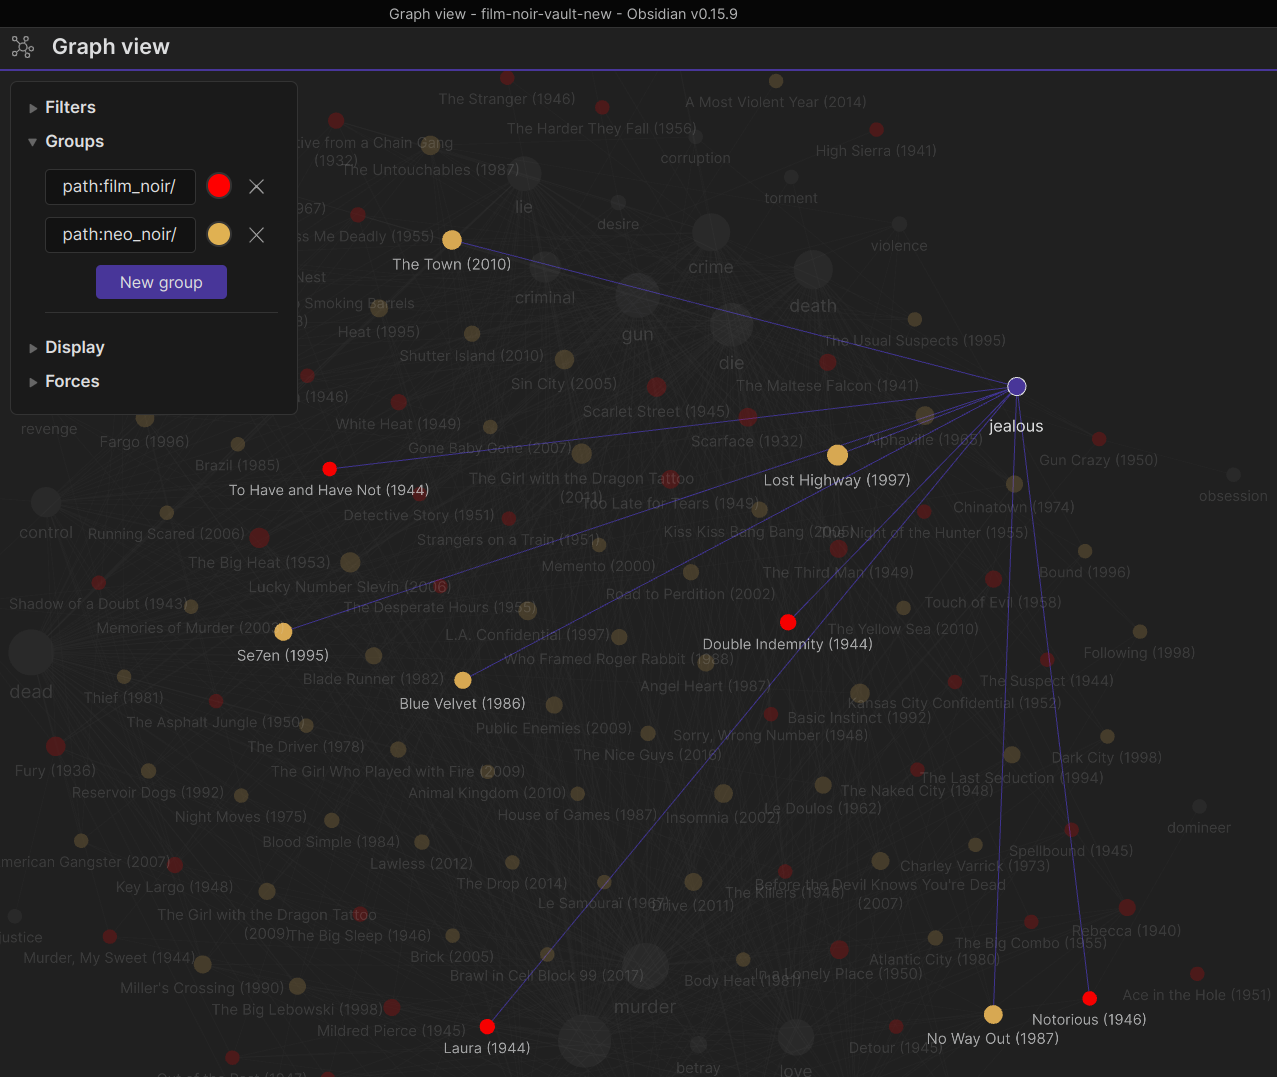 Graph view - film-noir-vault-new - Obsidian v0.15.9
Graph view
Filters
Groups
path:film_noir/
path:neo_noir/
New group
Display
Forces
The Stranger (1946)
A Most Violent Year (2014)
The Harder They Fall (1956)
ive from a Chain Gang
(1932)
corruption
High Sierra (1941)
The Untouchables (1987)
torment
lie
967)
desire
ss Me Deadly (1955)
violence
The Town (2010)
crime
Nest
criminal
Smoking Barrels
death
Heat (1995)
gun
The Usual Suspects (1995)
Shutter Island (2010)
die
Sin City (2005)
The Maltese Falcon (1941)
(1946)
Scarlet Street (1945)
White Heat (1949)
jealous
revenge
Fargo (1996)
Scarface (1932)
Alphaville (1965)
Gone Baby Gone (2007)
Gun Crazy (1950)
Brazil (1985)
The Girl with the Dragon Tattoo
(2011)
Lost Highway (1997)
To Have and Have Not (1944)
obsession
Too Late for Tears (1949)
Chinatown (1974)
Detective Story (1951)
control
Running Scared (2006)
Kiss Kiss Bang Bang (2005)
The Night of the Hunter (1955)
Strangers on a Train (1951)
The Big Heat (1953)
Memento (2000)
The Third Man (1949)
Bound (1996)
Lucky Number Slevin (2006)
Road to Perdition (2002)
Shadow of a Doubt (1943)
The Desperate Hours (1955)
Touch of Evil (1958)
Memories of Murder (2003)
L.A. Confidential (1997)
The Yellow Sea (2010)
Double Indemnity (1944)
Se7en (1995)
Who Framed Roger Rabbit (1988)
Following (1998)
Blade Runner (1982)
The Suspect (1944)
dead
Angel Heart (1987)
Thief (1981)
Blue Velvet (1986)
Kansas City Confidential (1952)
Basic Instinct (1992)
The Asphalt Jungle (1950)
Public Enemies (2009)
Sorry, Wrong Number (1948)
The Driver (1978)
The Nice Guys (2016)
Dark City (1998)
Fury (1936)
The Girl Who Played with Fire (2009)
The Last Seduction (1994)
Reservoir Dogs (1992)
Animal Kingdom (2010)
The Naked City (1948)
Le Doulos (1962)
Night Moves (1975)
House of Games (1987)
Insomnia (2002)
domineer
Blood Simple (1984)
Spellbound (1945)
merican Gangster (2007)
Lawless (2012)
Charley Varrick (1973)
Key Largo (1948)
The Drop (2014)
Before the Devil Knows You're Dead
(2007)
The Killers (1946)
Le Samouraï (1967)
Drive (2011)
The Girl with the Dragon Tattoo
(2009)
Rebecca (1940)
justice
The Big Sleep (1946)
The Big Combo (1955)
Murder, My Sweet (1944)
Brick (2005)
Atlantic City (1980)
Brawl in Cell Block 99 (2017)
In a Lonely Place (1950)
Body Heat (1981)
Miller's Crossing (1990)
Ace in the Hole (1951)
murder
The Big Lebowski (1998)
Notorious (1946)
Mildred Pierce (1945)
No Way Out (1987)
Laura (1944)
Detour (1945)
betray
love